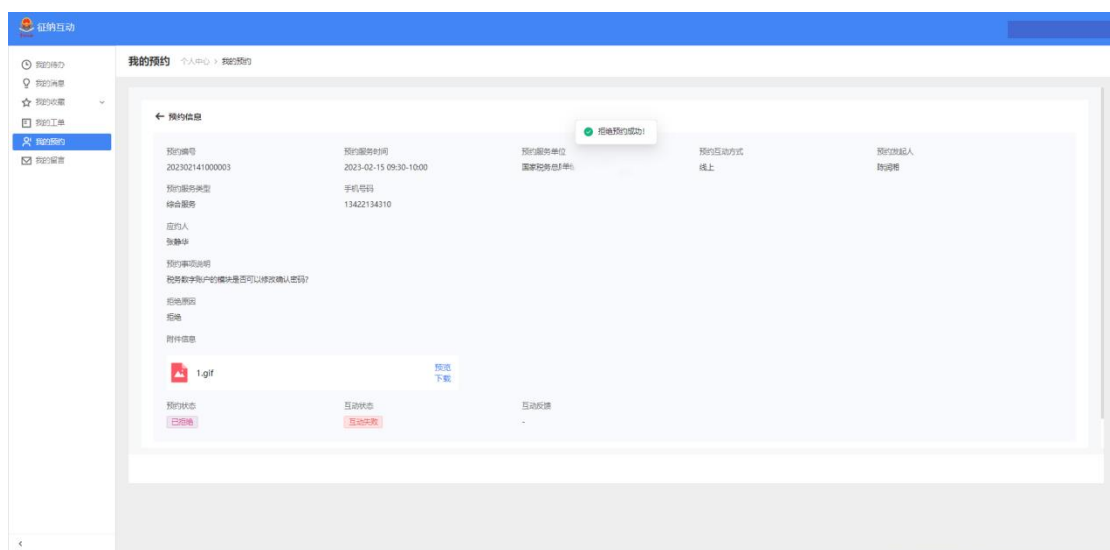 征纳互动
我的待办
我的消息
我的收藏
我的工单
我的预约
我的留言
我的预约 个人中心 > 我的预约
← 预约信息
拒绝预约成功!
预约编号 预约服务时间 预约服务单位 预约互动方式 预约发起人
202302141000003 2023-02-15 09:30-10:00 国家税务总 线上
预约服务类型 手机号码
综合服务 13422134310
应约人
张静华
预约事项说明
税务数字账户的模块是否可以修改确认密码?
拒绝原因
拒绝
附件信息
1.gif 预览
下载
预约状态 互动状态 互动反馈
已拒绝 互动失败 -